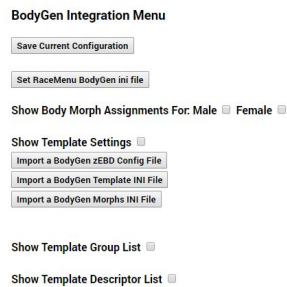 BodyGen Integration Menu
Save Current Configuration
Set RaceMenu BodyGen ini file
Show Body Morph Assignments For: Male Female
Show Template Settings
Import a BodyGen zEBD Config File
Import a BodyGen Template INI File
Import a BodyGen Morphs INI File
Show Template Group List
Show Template Descriptor List